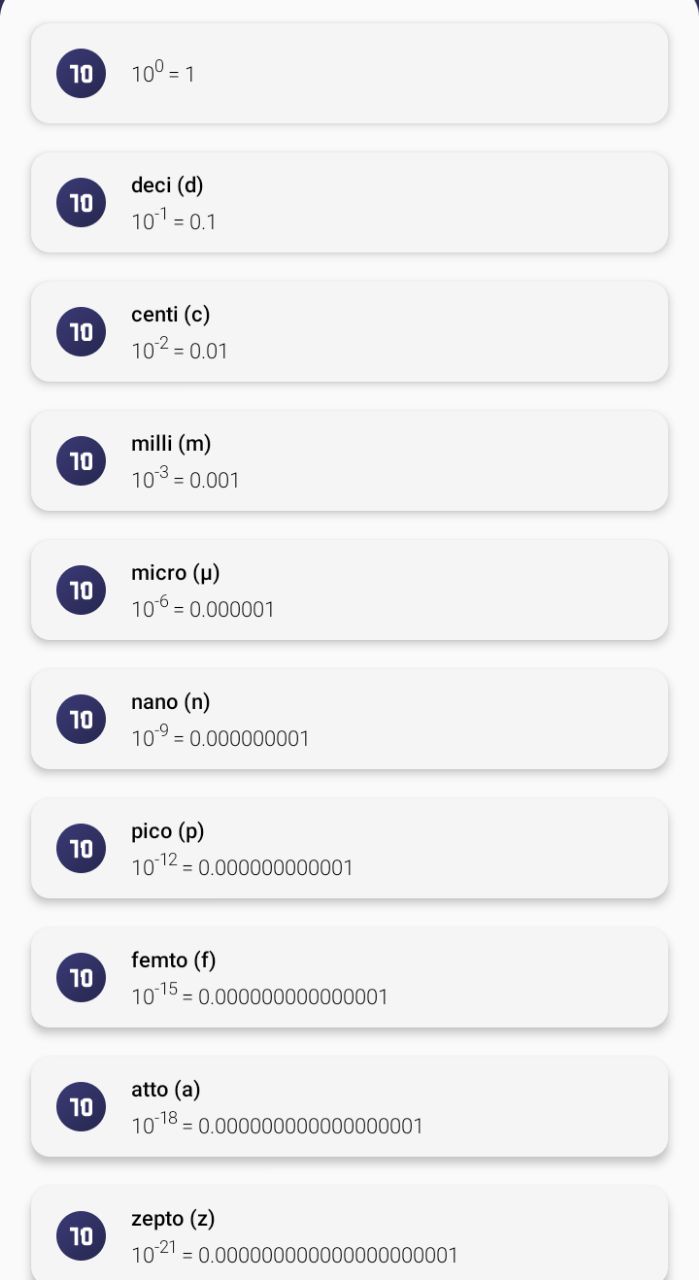 10 10⁰ = 1
deci (d)
10 10⁻¹ = 0.1
centi (c)
10 10⁻² = 0.01
milli (m)
10 10⁻³ = 0.001
micro (µ)
10 10⁻⁶ = 0.000001
nano (n)
10 10⁻⁹ = 0.000000001
pico (p)
10 10⁻¹² = 0.000000000001
femto (f)
10 10⁻¹⁵ = 0.000000000000001
atto (a)
10 10⁻¹⁸ = 0.000000000000000001
zepto (z)
10 10⁻²¹ = 0.000000000000000000001